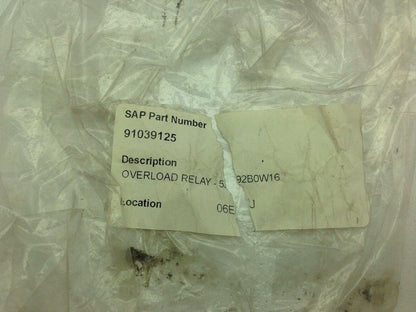 SAP Part Number
91039125
Description
OVERLOAD RELAY -
Location